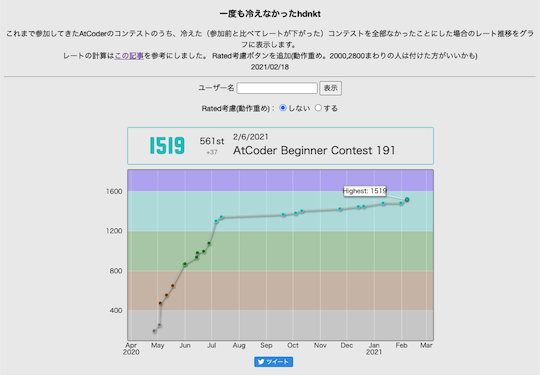 一度も冷えなかったhdnkt
これまで参加してきたAtCoderのコンテストのうち、冷えた（参加前と比べてレートが下がった）コンテストを全部なかったことにした場合のレート推移をグラ
フに表示します。
レートの計算はこの記事を参考にしました。 Rated考慮ボタンを追加(動作重め。2000,2800まわりの人は付けた方がいいかも)
2021/02/18
ユーザー名 表示
Rated考慮(動作重め)： しない する
1519 561st +37 2/6/2021
AtCoder Beginner Contest 191
Highest: 1519
1600
1200
800
400
Apr May Jun Jul Aug Sep Oct Nov Dec Jan Feb Mar
2020 2021
ツイート